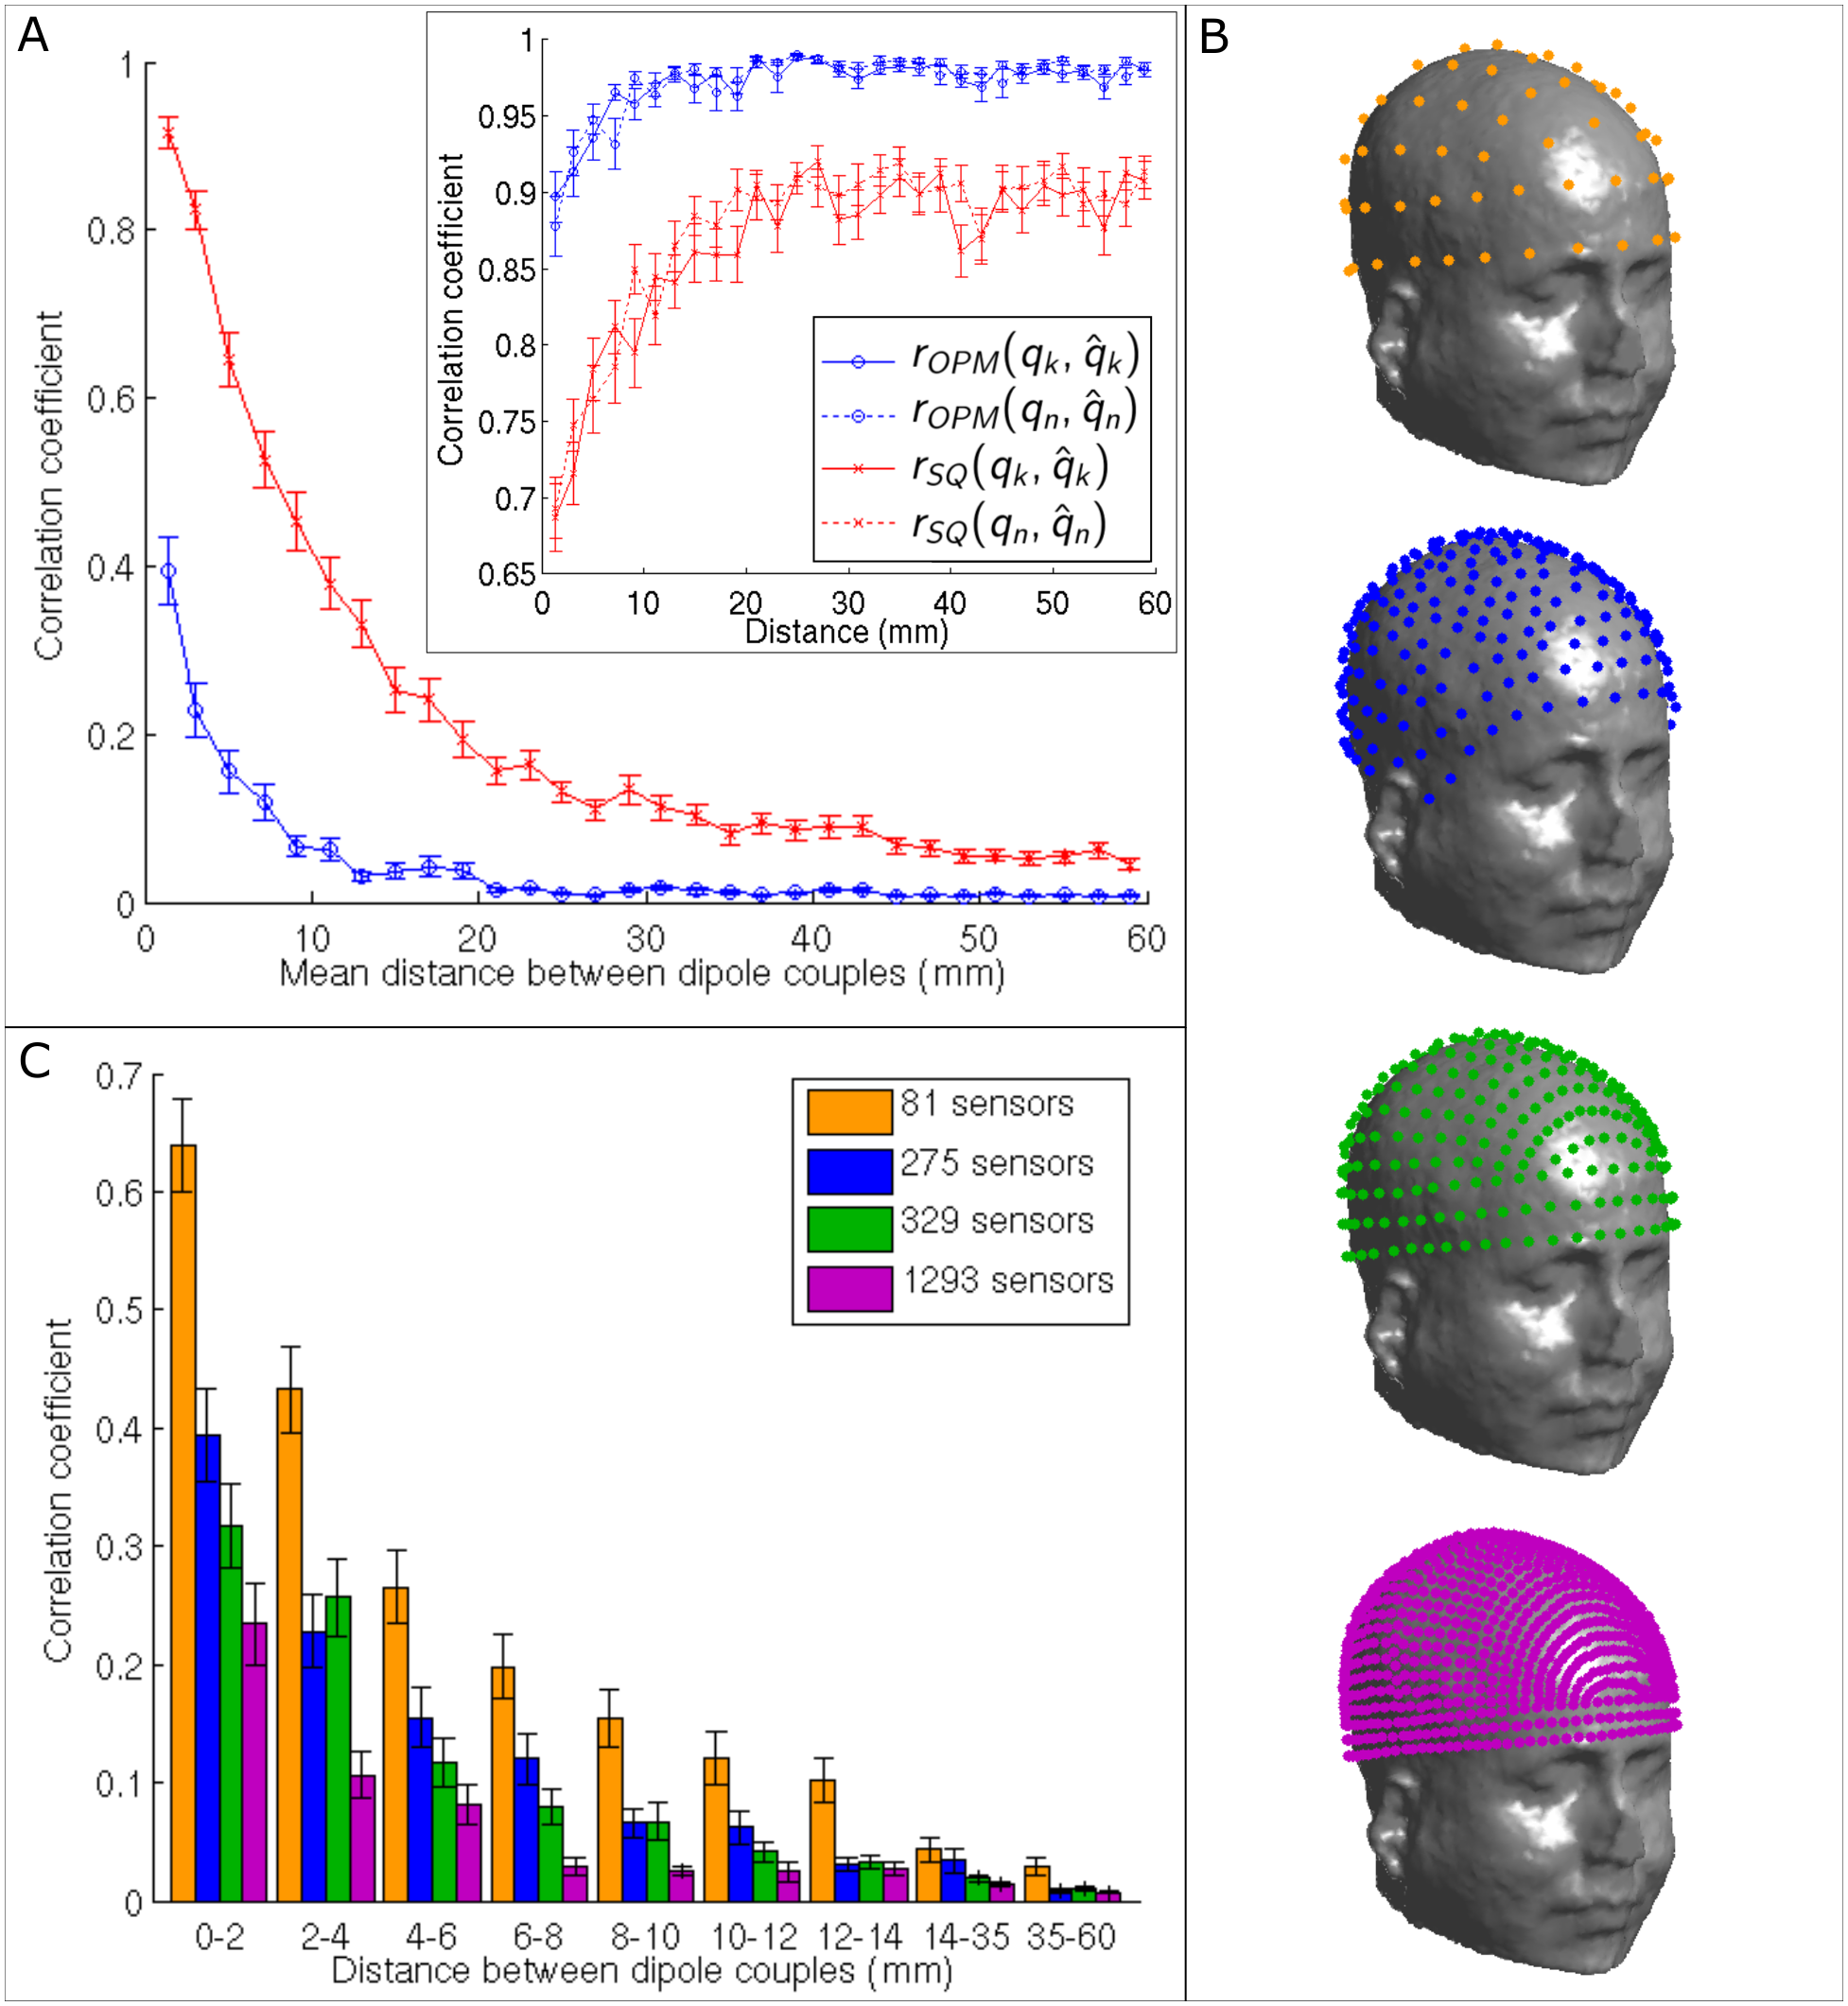 A
B
1
0.8
0.6
0.4
0.2
0
0 10 20 30 40 50 60
Correlation coefficient
Mean distance between dipole couples (mm)
1
0.95
0.9
0.85
0.8
0.75
0.7
0.65
0 10 20 30 40 50 60
Correlation coefficient
Distance (mm)
r_OPM(q_k, q̂_k)
r_OPM(q_n, q̂_n)
r_SQ(q_k, q̂_k)
r_SQ(q_n, q̂_n)
C
0.7
0.6
0.5
0.4
0.3
0.2
0.1
0
Correlation coefficient
81 sensors
275 sensors
329 sensors
1293 sensors
0-2 2-4 4-6 6-8 8-10 10-12 12-14 14-35 35-60
Distance between dipole couples (mm)